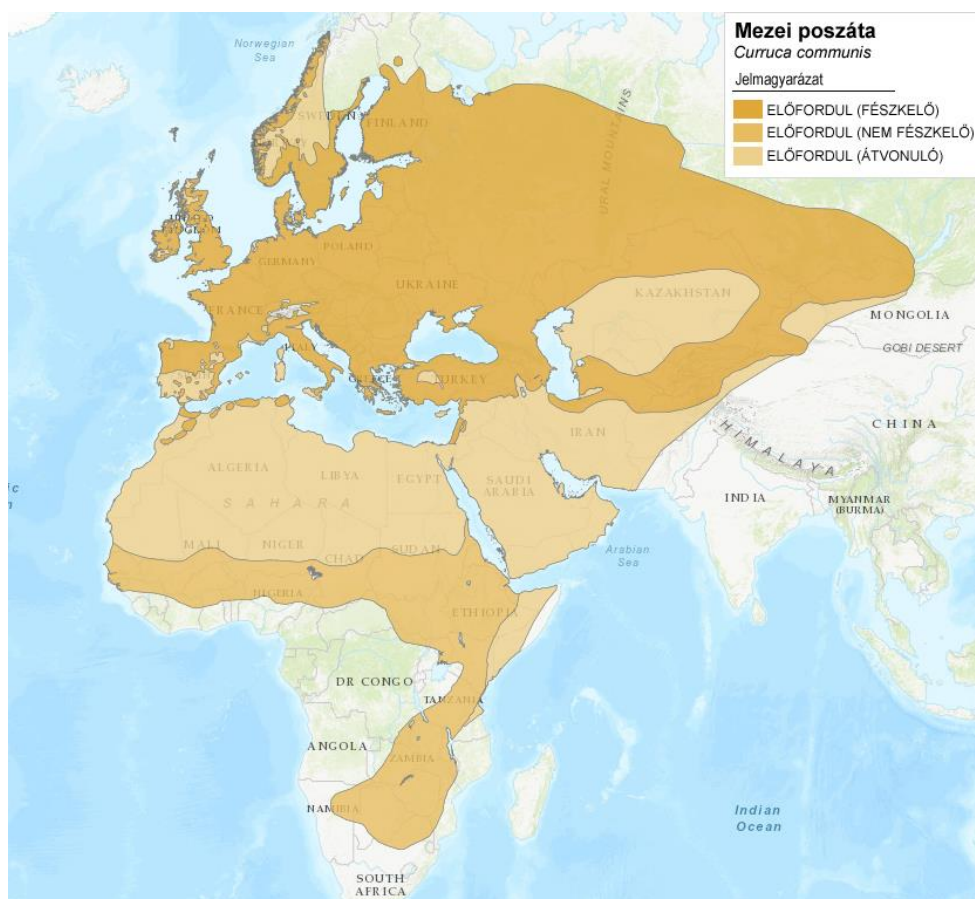 Mezei poszáta
Curruca communis
Jelmagyarázat
ELŐFORDUL (FÉSZKELŐ)
ELŐFORDUL (NEM FÉSZKELŐ)
ELŐFORDUL (ÁTVONULÓ)
Norwegian
Sea
SWEDEN
FINLAND
URAL MOUNTAINS
POLAND
GERMANY
UKRAINE
FRANCE
KAZAKHSTAN
MONGOLIA
GOBI DESERT
ITALY
GREECE
TURKEY
CHINA
IRAN
HIMALAYA
ALGERIA
LIBYA
EGYPT
SAUDI
ARABIA
INDIA
MYANMAR
(BURMA)
SAHARA
MALI
NIGER
CHAD
SUDAN
Arabian
Sea
NIGERIA
ETHIOPIA
DR CONGO
TANZANIA
ANGOLA
ZAMBIA
NAMIBIA
Indian
Ocean
SOUTH
AFRICA